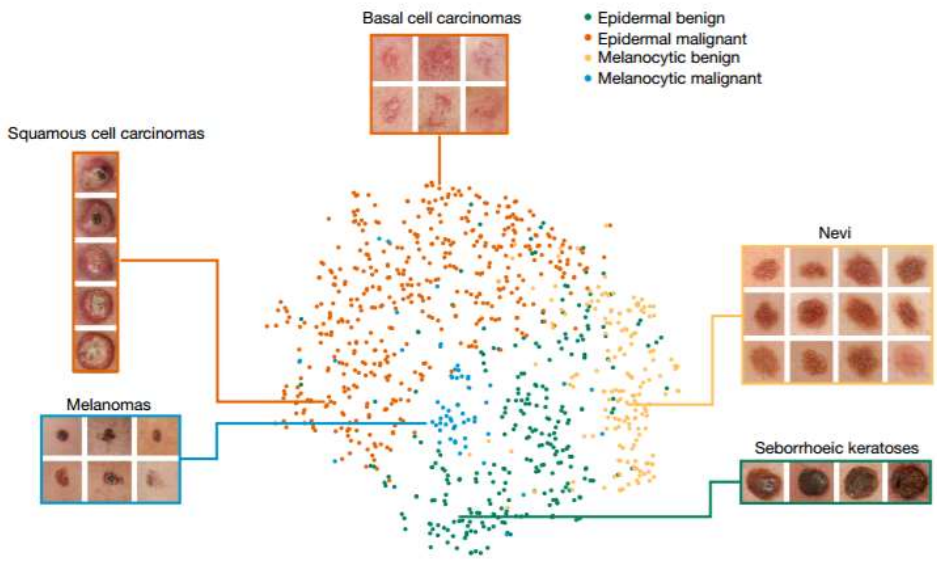 Basal cell carcinomas
Epidermal benign
Epidermal malignant
Melanocytic benign
Melanocytic malignant
Squamous cell carcinomas
Nevi
Melanomas
Seborrhoeic keratoses